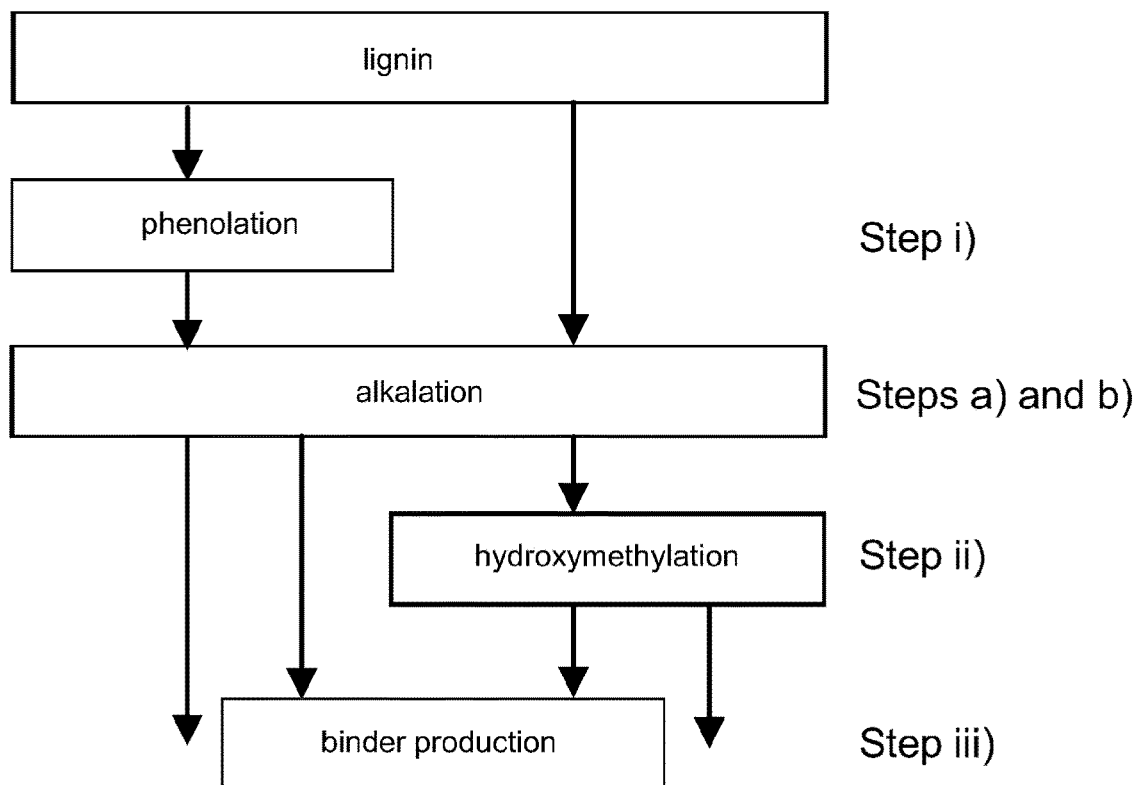 lignin
phenolation
Step i)
alkalation
Steps a) and b)
hydroxymethylation
Step ii)
binder production
Step iii)